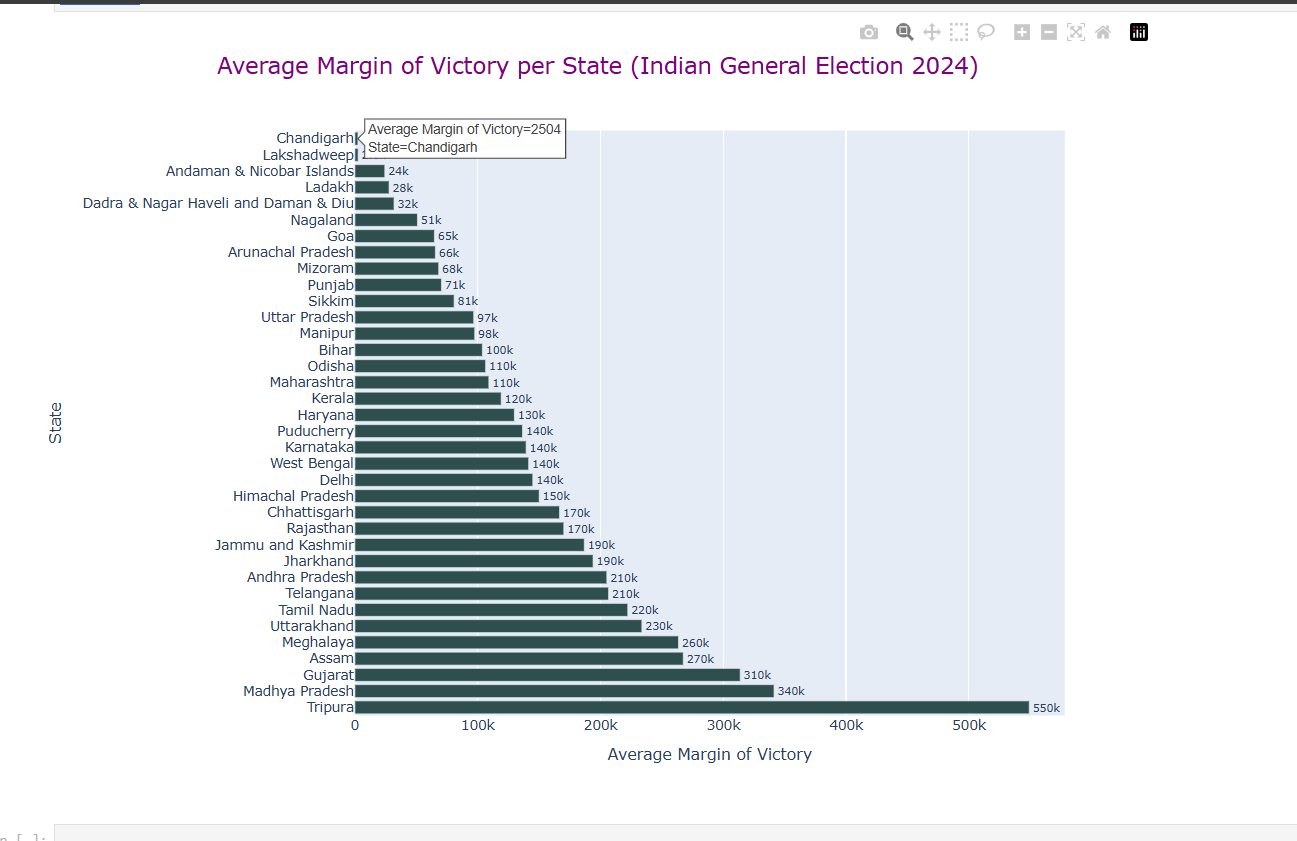 Average Margin of Victory per State (Indian General Election 2024)
Average Margin of Victory=2504
State=Chandigarh
Chandigarh
Lakshadweep
Andaman & Nicobar Islands 24k
Ladakh 28k
Dadra & Nagar Haveli and Daman & Diu 32k
Nagaland 51k
Goa 65k
Arunachal Pradesh 66k
Mizoram 68k
Punjab 71k
Sikkim 81k
Uttar Pradesh 97k
Manipur 98k
Bihar 100k
Odisha 110k
Maharashtra 110k
Kerala 120k
Haryana 130k
Puducherry 140k
Karnataka 140k
West Bengal 140k
Delhi 140k
Himachal Pradesh 150k
Chhattisgarh 170k
Rajasthan 170k
Jammu and Kashmir 190k
Jharkhand 190k
Andhra Pradesh 210k
Telangana 210k
Tamil Nadu 220k
Uttarakhand 230k
Meghalaya 260k
Assam 270k
Gujarat 310k
Madhya Pradesh 340k
Tripura 550k
0 100k 200k 300k 400k 500k
Average Margin of Victory
State